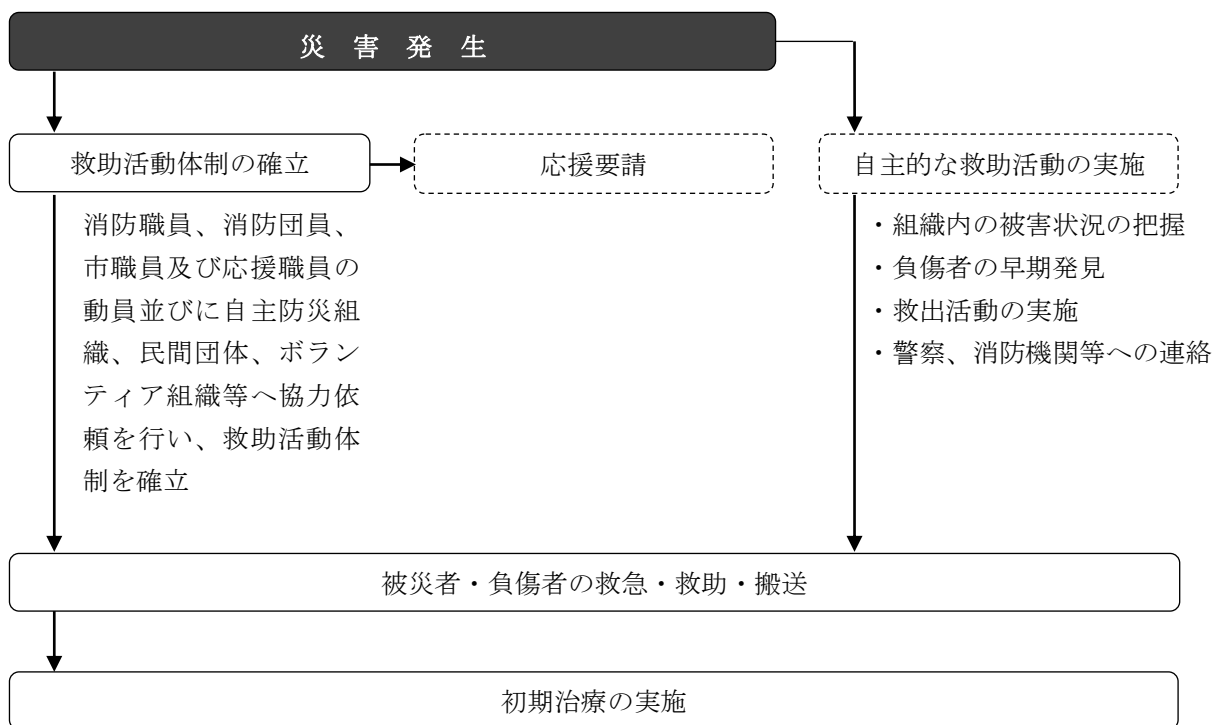 災 害 発 生
救助活動体制の確立
応援要請
自主的な救助活動の実施
消防職員、消防団員、
市職員及び応援職員の
動員並びに自主防災組
織、民間団体、ボラン
ティア組織等へ協力依
頼を行い、救助活動体
制を確立
・組織内の被害状況の把握
・負傷者の早期発見
・救出活動の実施
・警察、消防機関等への連絡
被災者・負傷者の救急・救助・搬送
初期治療の実施